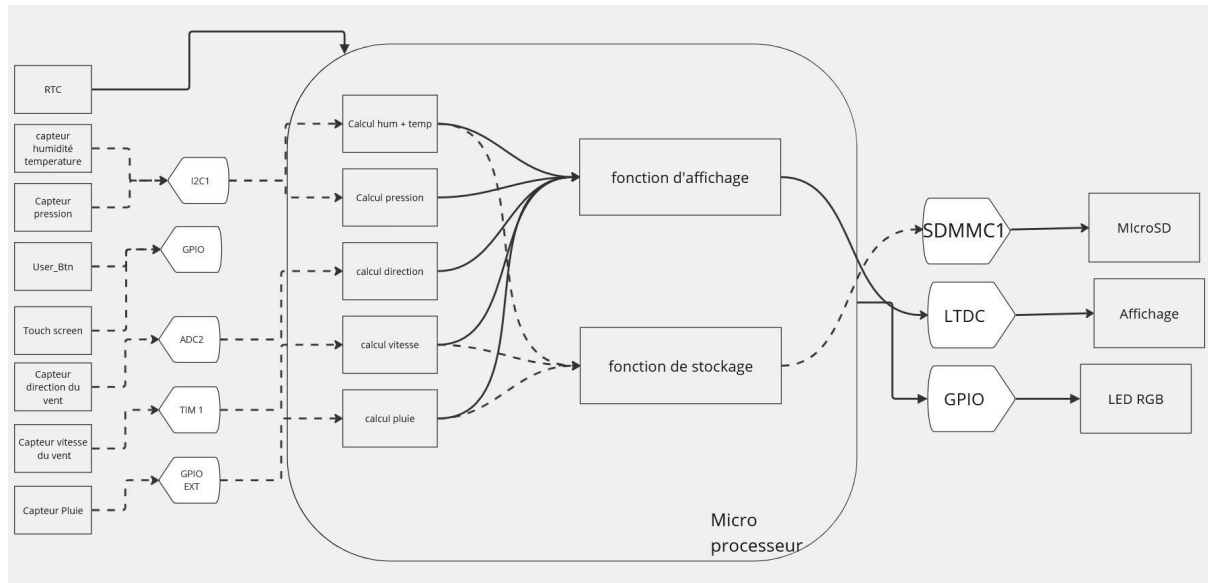 RTC
capteur
humidité
temperature
Capteur
pression
User_Btn
Touch screen
Capteur
direction du
vent
Capteur vitesse
du vent
Capteur Pluie
I2C1
GPIO
ADC2
TIM 1
GPIO
EXT
Calcul hum + temp
Calcul pression
calcul direction
calcul vitesse
calcul pluie
fonction d'affichage
fonction de stockage
Micro
processeur
SDMMC1
LTDC
GPIO
MIcroSD
Affichage
LED RGB